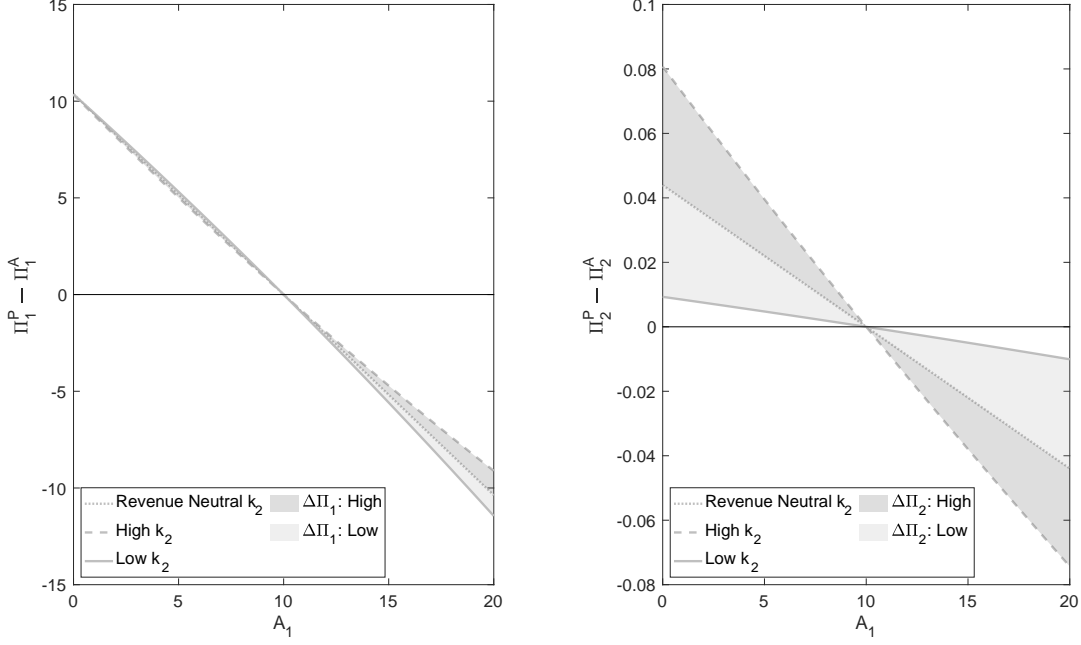 15
10
5
0
-5
-10
-15
Π₁ᴾ − Π₁ᴬ
Revenue Neutral k₂
High k₂
Low k₂
ΔΠ₁: High
ΔΠ₁: Low
0 5 10 15 20
A₁
0.1
0.08
0.06
0.04
0.02
0
-0.02
-0.04
-0.06
-0.08
Π₂ᴾ − Π₂ᴬ
Revenue Neutral k₂
High k₂
Low k₂
ΔΠ₂: High
ΔΠ₂: Low
0 5 10 15 20
A₁